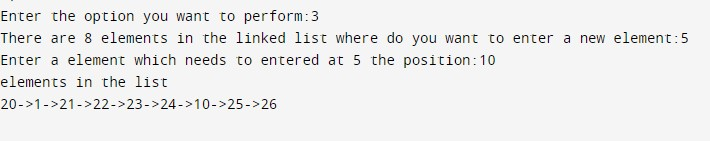 Enter the option you want to perform:3
There are 8 elements in the linked list where do you want to enter a new element:5
Enter a element which needs to entered at 5 the position:10
elements in the list
20->1->21->22->23->24->10->25->26